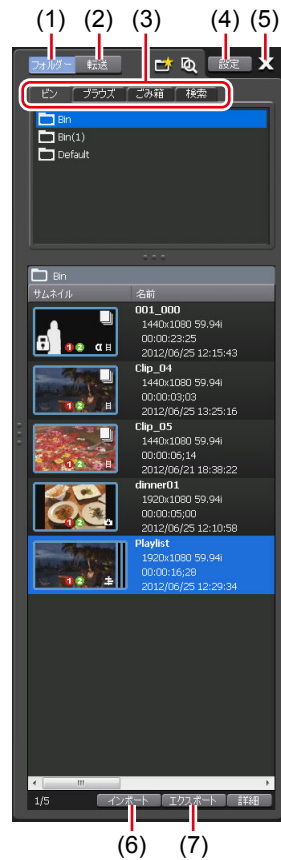 (1) (2) (3) (4) (5)
フォルダー 転送 設定 X
ビン ブラウズ ごみ箱 検索
Bin
Bin(1)
Default
Bin
サムネイル 名前
001_000
1440x1080 59.94i
00:00:23:25
2012/06/25 12:15:43
Clip_04
1440x1080 59.94i
00:00:03;03
2012/06/25 13:25:16
Clip_05
1440x1080 59.94i
00:00:06;14
2012/06/21 18:38:22
dinner01
1920x1080 59.94i
00:00:05;00
2012/06/25 12:10:58
Playlist
1920x1080 59.94i
00:00:16;28
2012/06/25 12:29:34
1/5 インポート エクスポート 詳細
(6) (7)